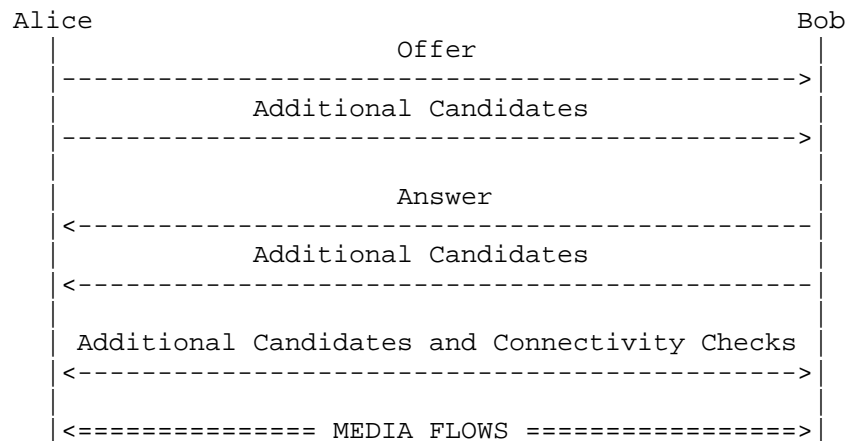 Alice Bob
Offer
Additional Candidates
Answer
Additional Candidates
Additional Candidates and Connectivity Checks
MEDIA FLOWS